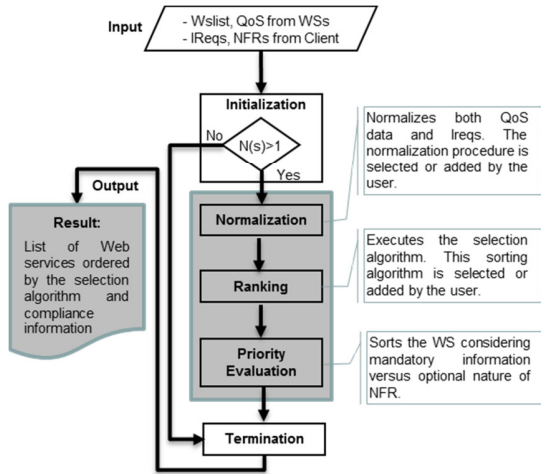 Input
- Wslist, QoS from WSs
- IReqs, NFRs from Client
Initialization
No
N(s)>1
Yes
Output
Result:
List of Web
services ordered
by the selection
algorithm and
compliance
information
Normalization
Ranking
Priority
Evaluation
Termination
Normalizes both QoS
data and Ireqs. The
normalization procedure is
selected or added by the
user.
Executes the selection
algorithm. This sorting
algorithm is selected or
added by the user.
Sorts the WS considering
mandatory information
versus optional nature of
NFR.